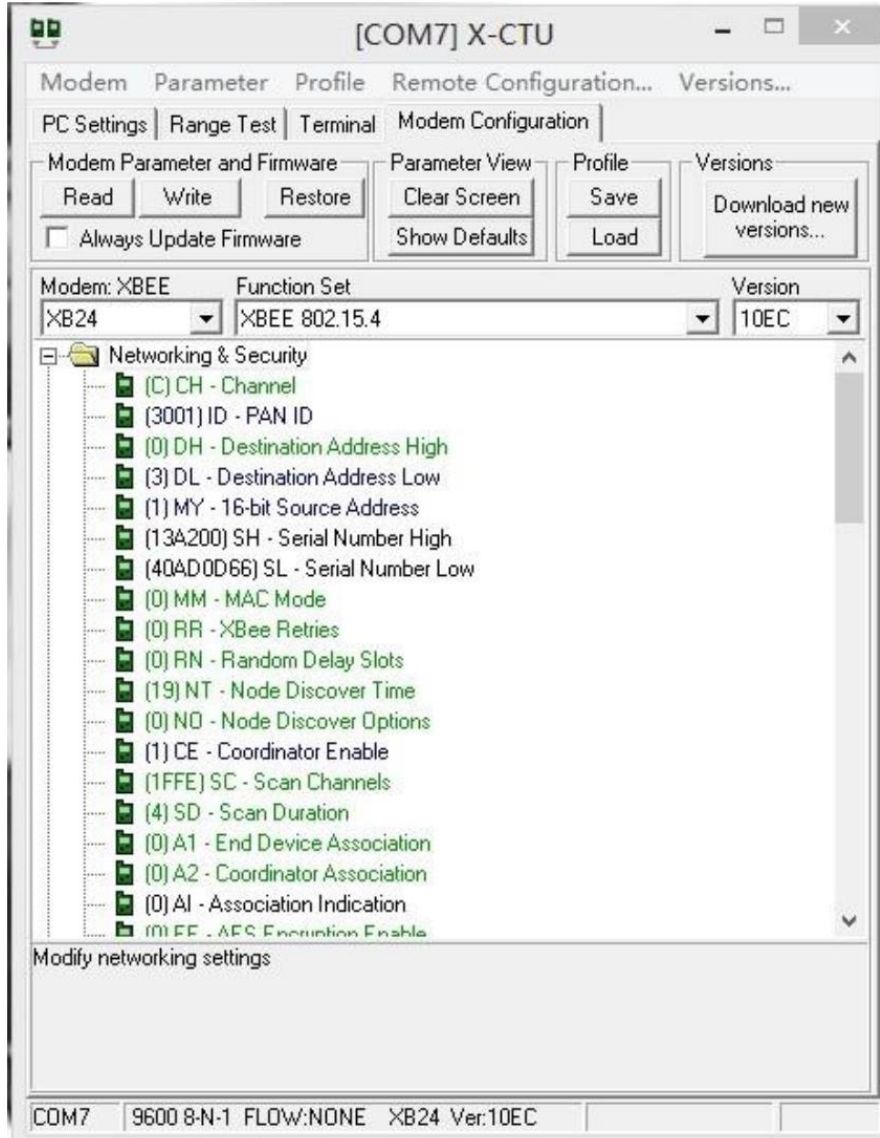 [COM7] X-CTU
Modem Parameter Profile Remote Configuration... Versions...
PC Settings Range Test Terminal Modem Configuration
Modem Parameter and Firmware Parameter View Profile Versions
Read Write Restore Clear Screen Save Download new versions...
Always Update Firmware Show Defaults Load
Modem: XBEE Function Set Version
XB24 XBEE 802.15.4 10EC
Networking & Security
(C) CH - Channel
(3001) ID - PAN ID
(0) DH - Destination Address High
(3) DL - Destination Address Low
(1) MY - 16-bit Source Address
(13A200) SH - Serial Number High
(40AD0D66) SL - Serial Number Low
(0) MM - MAC Mode
(0) RR - XBee Retries
(0) RN - Random Delay Slots
(19) NT - Node Discover Time
(0) NO - Node Discover Options
(1) CE - Coordinator Enable
(1FFE) SC - Scan Channels
(4) SD - Scan Duration
(0) A1 - End Device Association
(0) A2 - Coordinator Association
(0) AI - Association Indication
(0) EE - AES Encryption Enable
Modify networking settings
COM7 9600 8-N-1 FLOW:NONE XB24 Ver:10EC